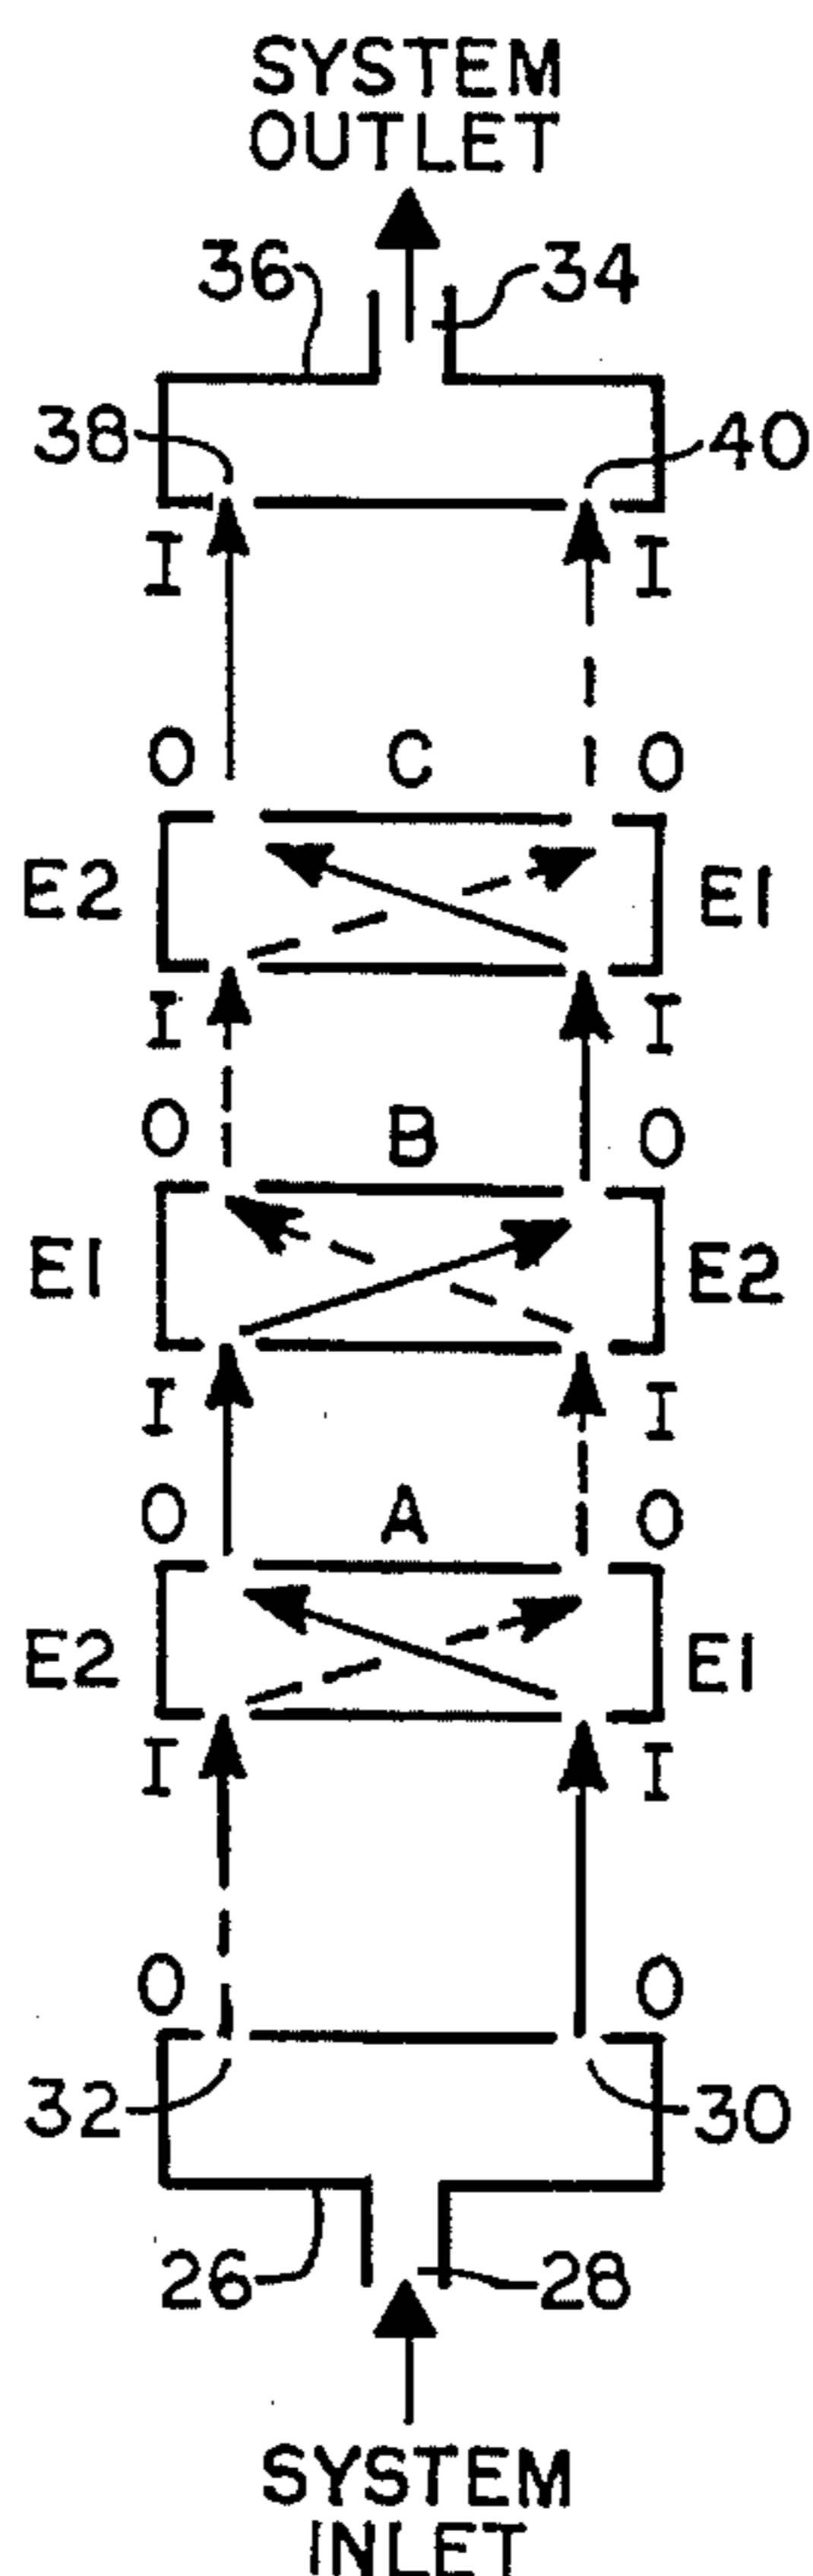 SYSTEM
OUTLET
36 34
38 40
I I
O C O
E2 E1
I I
O B O
E1 E2
I I
O A O
E2 E1
I I
O O
32 30
26 28
SYSTEM
INLET